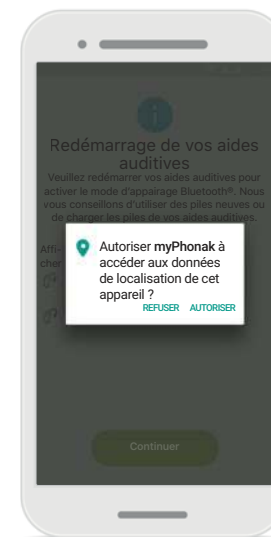 Redémarrage de vos aides
auditives
Veuillez redémarrer vos aides auditives pour
activer le mode d'appairage Bluetooth®. Nous
vous conseillons d'utiliser des piles neuves ou
de charger les piles de vos aides auditives.
Affi-
cher
Autoriser myPhonak à
accéder aux données
de localisation de cet
appareil ?
REFUSER AUTORISER
Continuer